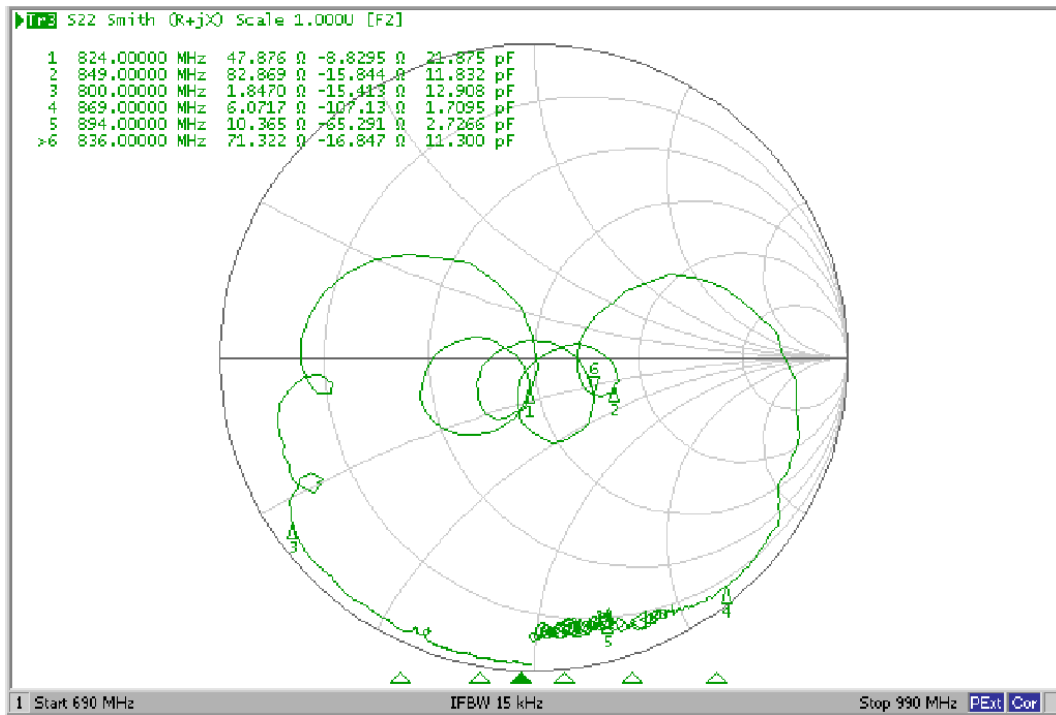 Tr3 S22 Smith (R+jX) Scale 1.000U [F2]
1 824.00000 MHz 47.876 Ω -8.8295 Ω 21.875 pF
2 849.00000 MHz 82.869 Ω -15.844 Ω 11.832 pF
3 800.00000 MHz 1.8470 Ω -15.413 Ω 12.908 pF
4 869.00000 MHz 6.0717 Ω -107.13 Ω 1.7095 pF
5 894.00000 MHz 10.365 Ω -65.291 Ω 2.7266 pF
>6 836.00000 MHz 71.322 Ω -16.847 Ω 11.300 pF
6
1
2
3
4
5
1 Start 690 MHz IFBW 15 kHz Stop 990 MHz PExt Cor